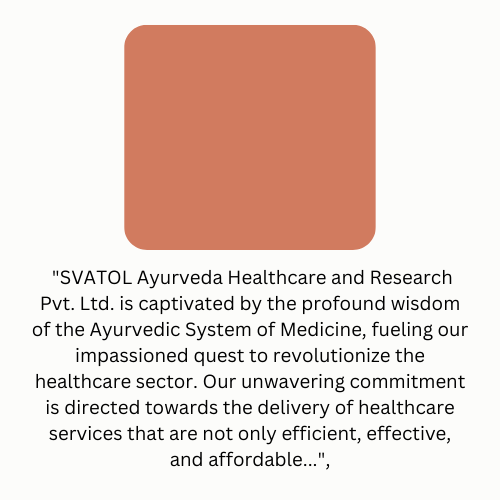 "SVATOL Ayurveda Healthcare and Research
Pvt. Ltd. is captivated by the profound wisdom
of the Ayurvedic System of Medicine, fueling our
impassioned quest to revolutionize the
healthcare sector. Our unwavering commitment
is directed towards the delivery of healthcare
services that are not only efficient, effective,
and affordable...",